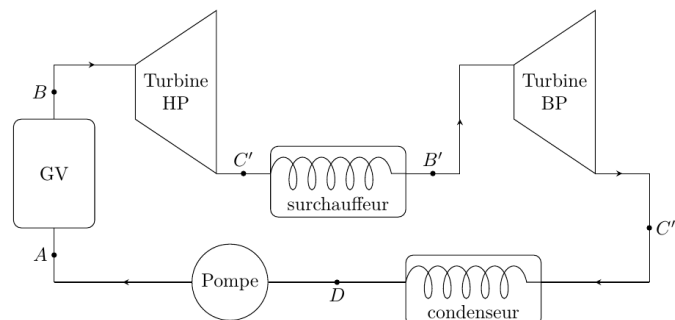 Turbine
HP
Turbine
BP
B
GV
C′
B′
surchauffeur
C′
A
Pompe
D
condenseur